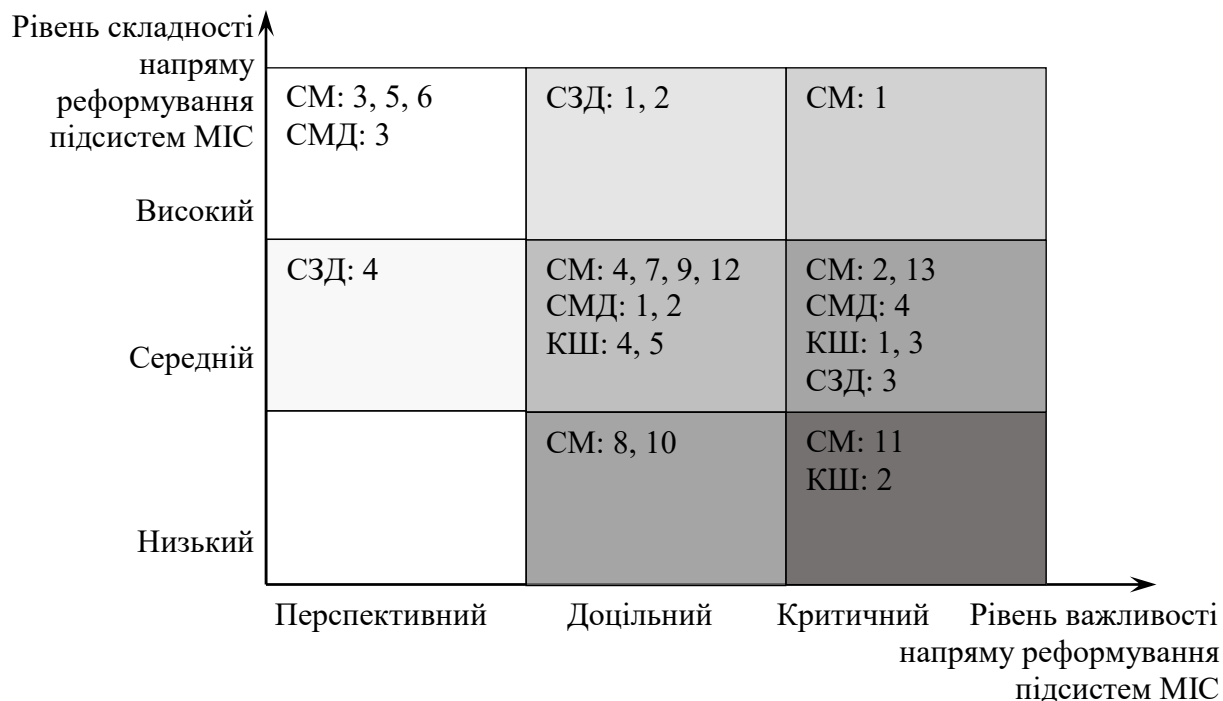 Рівень складності
напряму
реформування
підсистем МІС
СМ: 3, 5, 6
СМД: 3
СЗД: 1, 2
СМ: 1
Високий
СЗД: 4
СМ: 4, 7, 9, 12
СМД: 1, 2
КШ: 4, 5
СМ: 2, 13
СМД: 4
КШ: 1, 3
СЗД: 3
Середній
СМ: 8, 10
СМ: 11
КШ: 2
Низький
Перспективний
Доцільний
Критичний
Рівень важливості
напряму реформування
підсистем МІС